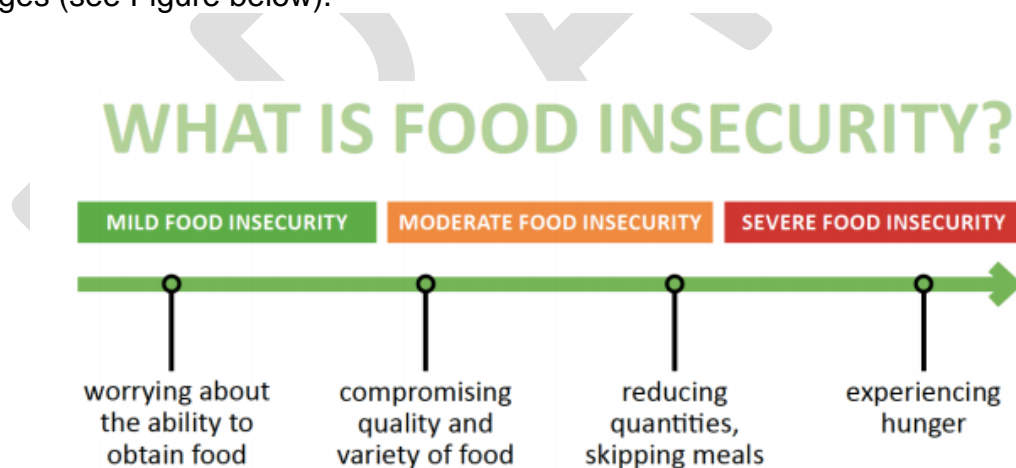 ges (see Figure below).
WHAT IS FOOD INSECURITY?
MILD FOOD INSECURITY
MODERATE FOOD INSECURITY
SEVERE FOOD INSECURITY
worrying about
the ability to
obtain food
compromising
quality and
variety of food
reducing
quantities,
skipping meals
experiencing
hunger